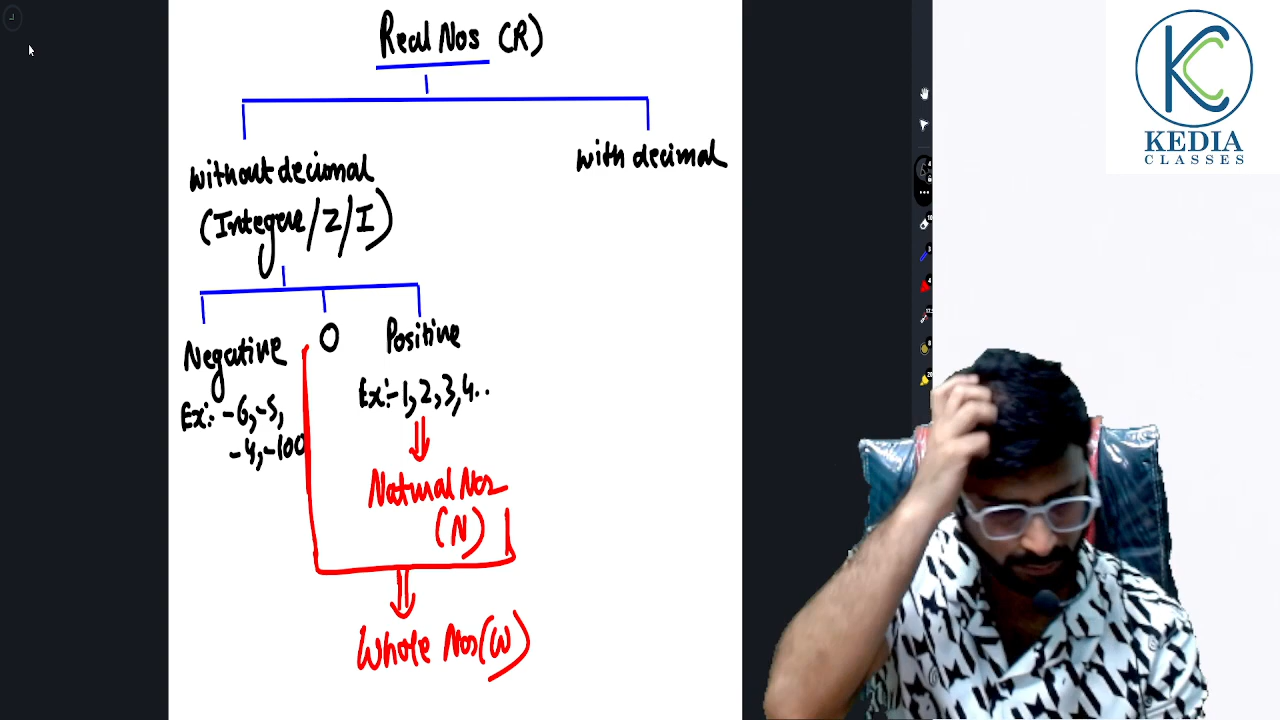 Real Nos (R)
without decimal
with decimal
(Integers/Z/I)
Negative
0
Positive
Ex:- -6, -5,
-4, -100
Ex:- 1, 2, 3, 4..
Natural Nos
(N)
Whole Nos (W)
KC
KEDIA
CLASSES